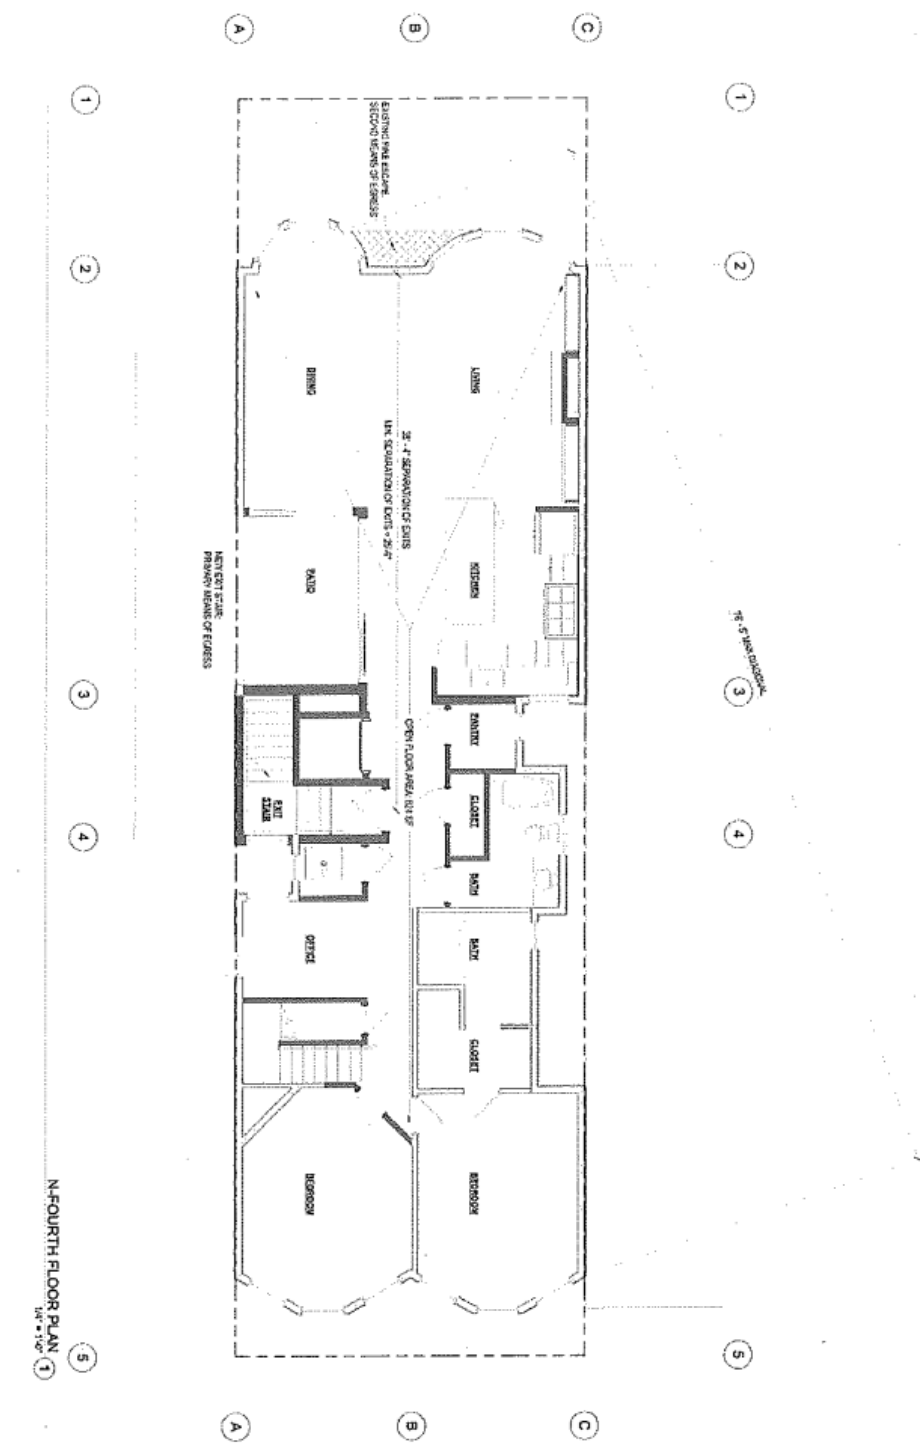 A
B
C
1
1
EXISTING FIRE ESCAPE:
SECOND MEANS OF EGRESS
2
2
DINING
LIVING
38' - 4" SEPARATION OF EXITS
MIN. SEPARATION OF EXITS =
PATIO
KITCHEN
NEW EXIT STAIR:
PRIMARY MEANS OF EGRESS
76' - 5" MAX DIAGONAL
3
3
PANTRY
OPEN FLOOR AREA:
EXIT
STAIR
CLOSET
4
4
BATH
OFFICE
BATH
CLOSET
BEDROOM
BEDROOM
N-FOURTH FLOOR PLAN
1/4" = 1'-0"
1
5
5
A
B
C